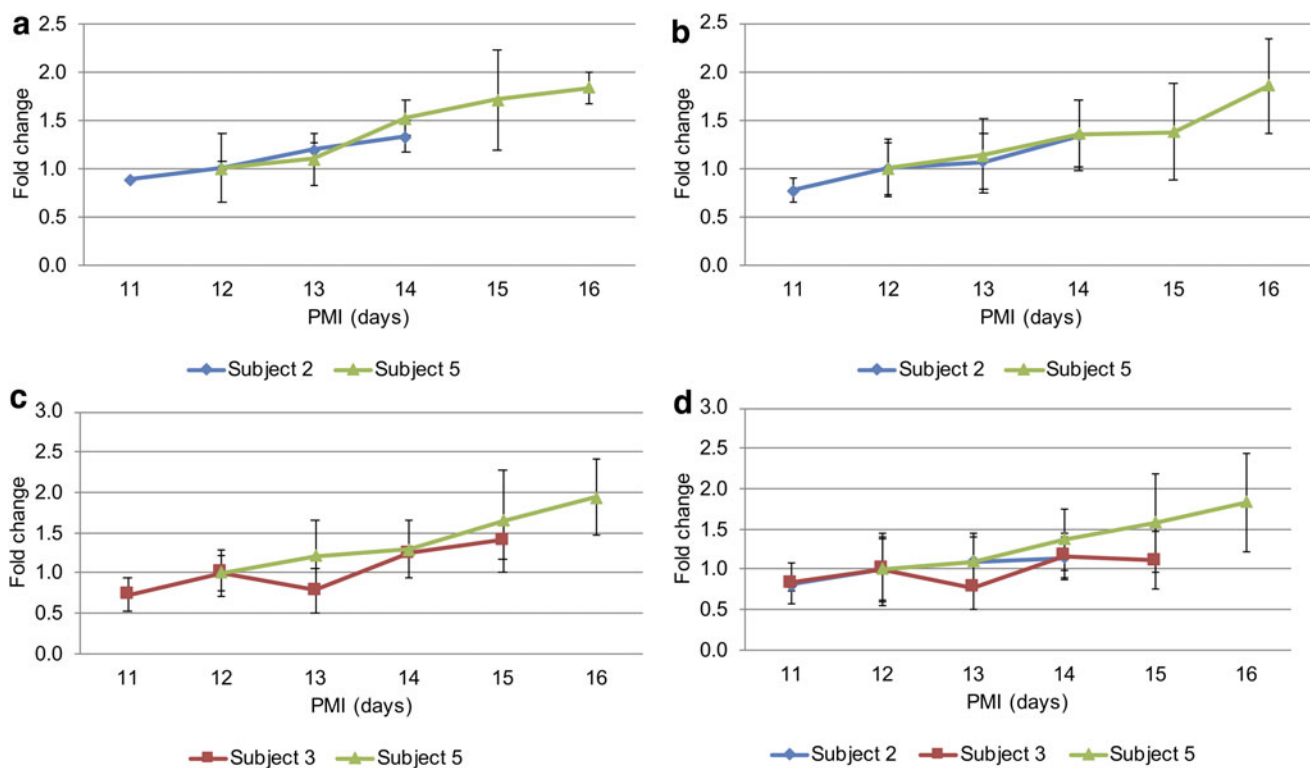 a
2.5
2.0
1.5
1.0
0.5
0.0
Fold change
11 12 13 14 15 16
PMI (days)
Subject 2 Subject 5
b
2.5
2.0
1.5
1.0
0.5
0.0
Fold change
11 12 13 14 15 16
PMI (days)
Subject 2 Subject 5
c
3.0
2.5
2.0
1.5
1.0
0.5
0.0
Fold change
11 12 13 14 15 16
PMI (days)
Subject 3 Subject 5
d
3.0
2.5
2.0
1.5
1.0
0.5
0.0
Fold change
11 12 13 14 15 16
PMI (days)
Subject 2 Subject 3 Subject 5